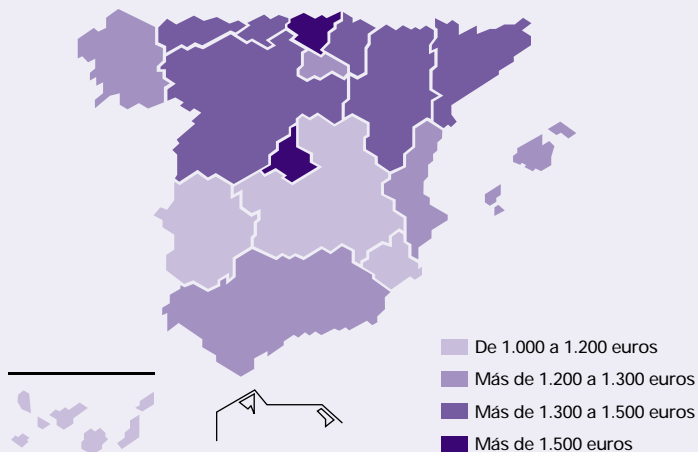 De 1.000 a 1.200 euros
Más de 1.200 a 1.300 euros
Más de 1.300 a 1.500 euros
Más de 1.500 euros